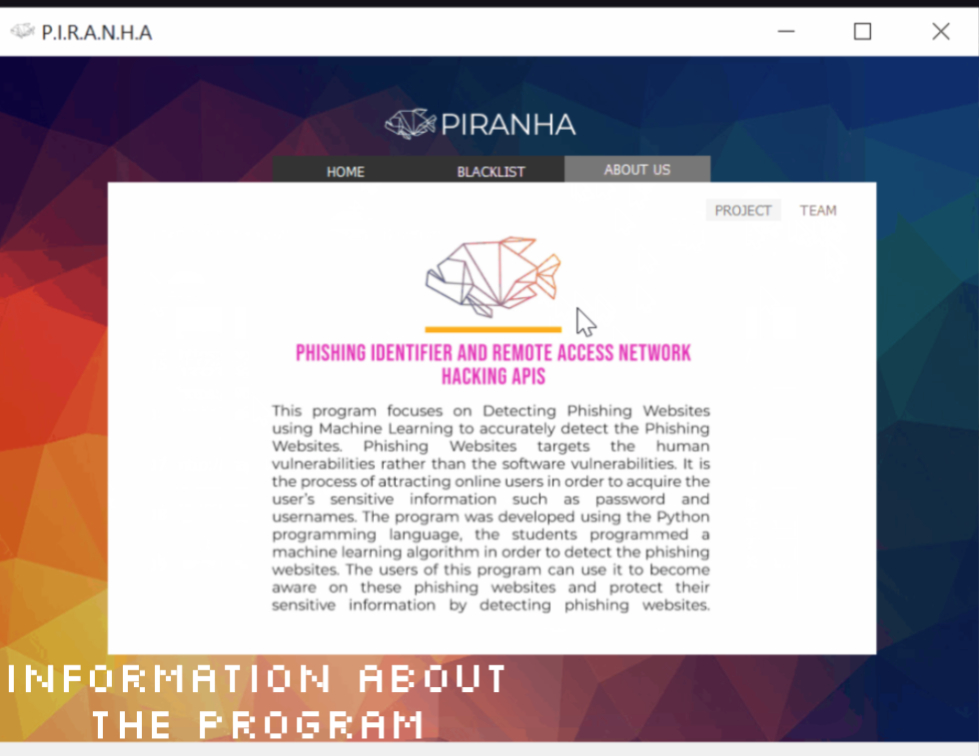 P.I.R.A.N.H.A
PIRANHA
HOME BLACKLIST ABOUT US
PROJECT TEAM
PHISHING IDENTIFIER AND REMOTE ACCESS NETWORK
HACKING APIS
This program focuses on Detecting Phishing Websites
using Machine Learning to accurately detect the Phishing
Websites. Phishing Websites targets the human
vulnerabilities rather than the software vulnerabilities. It is
the process of attracting online users in order to acquire the
user's sensitive information such as password and
usernames. The program was developed using the Python
programming language, the students programmed a
machine learning algorithm in order to detect the phishing
websites. The users of this program can use it to become
aware on these phishing websites and protect their
sensitive information by detecting phishing websites.
INFORMATION ABOUT
THE PROGRAM